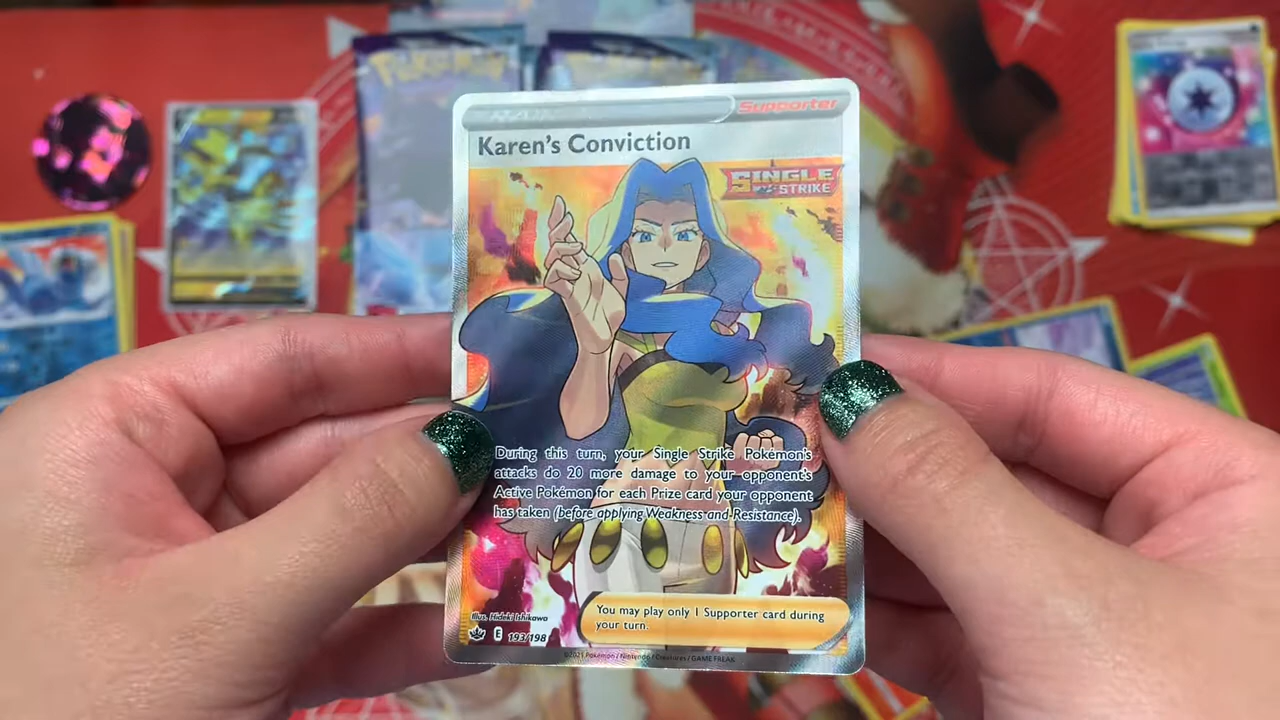 Pokémon
TRAINER
Supporter
Karen's Conviction
SINGLE
STRIKE
During this turn, your Single Strike Pokémon's
attacks do 20 more damage to your opponent's
Active Pokémon for each Prize card your opponent
has taken (before applying Weakness and Resistance).
You may play only 1 Supporter card during
your turn.
Illus. Hideki Ishikawa
E 193/198
©2021 Pokémon / Nintendo / Creatures / GAME FREAK